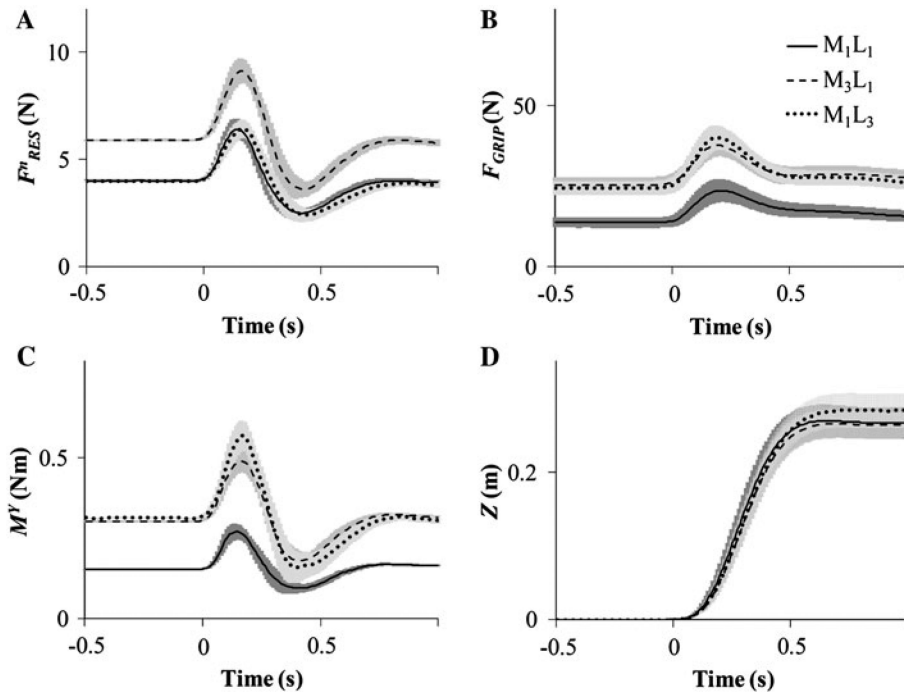 A
F^n_RES (N)
10
5
0
-0.5
0
0.5
Time (s)
B
F_GRIP (N)
50
0
-0.5
0
0.5
Time (s)
M₁L₁
M₃L₁
M₁L₃
C
M^Y (Nm)
0.5
0
-0.5
0
0.5
Time (s)
D
Z (m)
0.2
0
-0.5
0
0.5
Time (s)